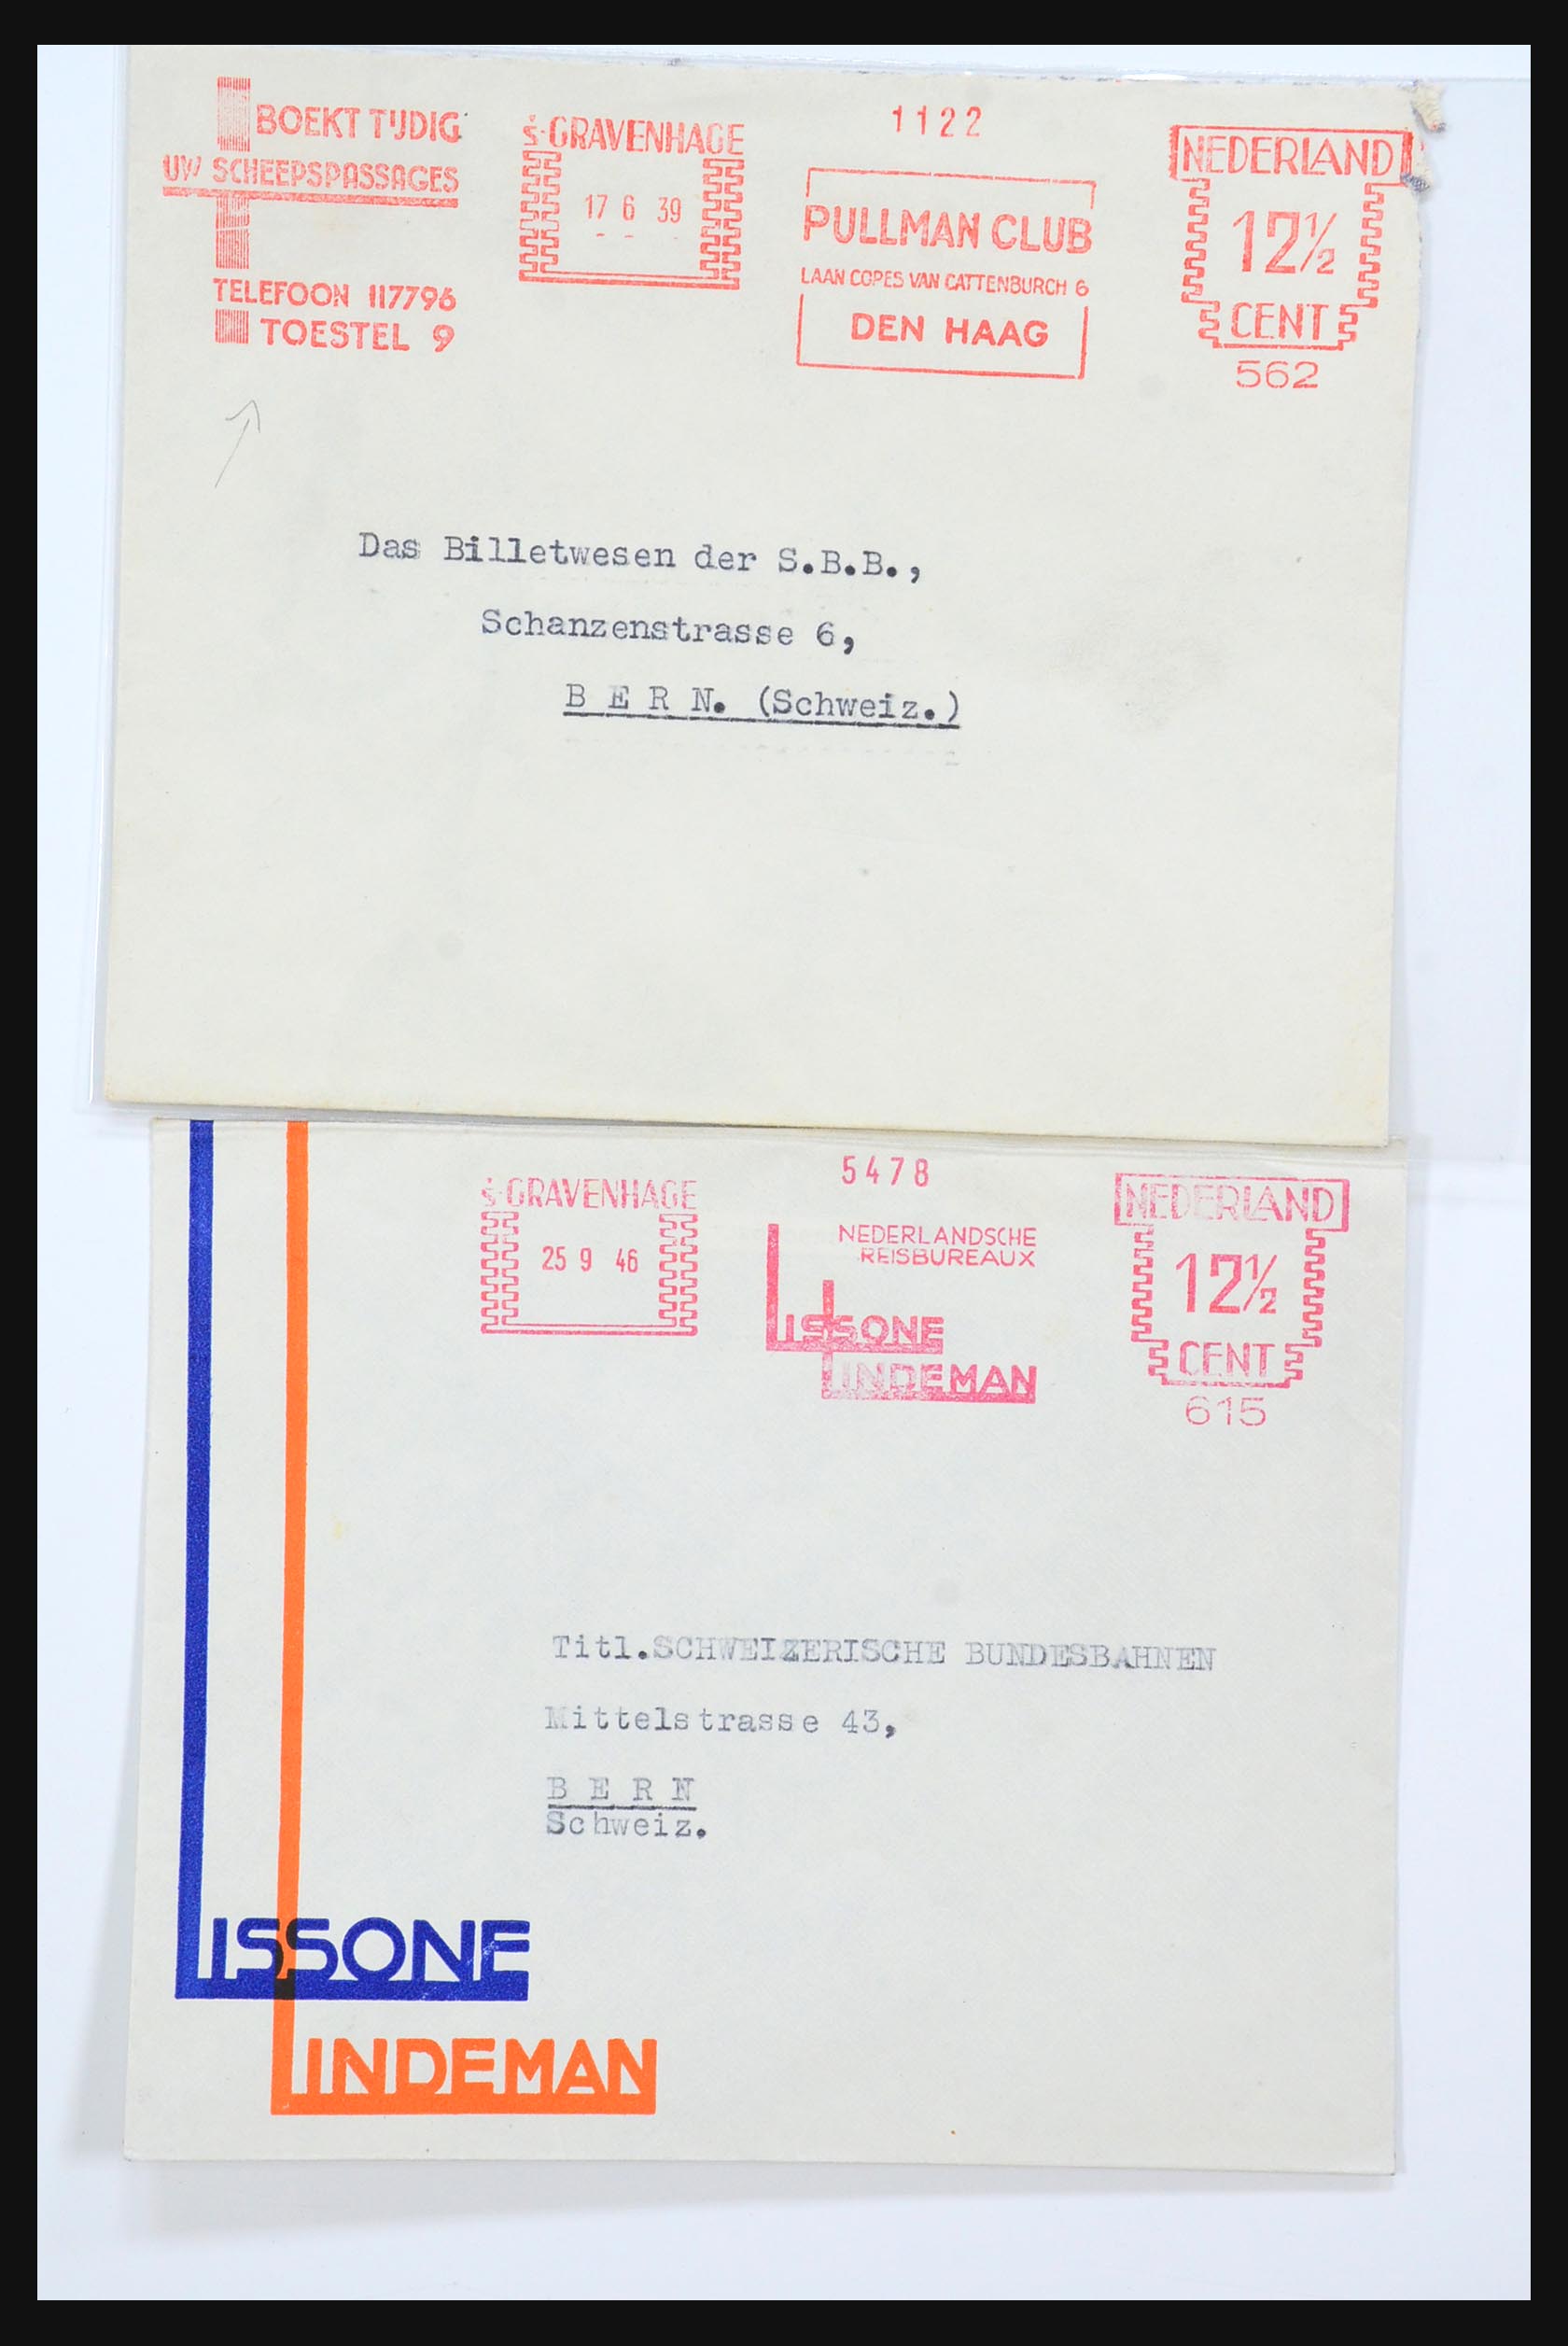 BOEKT TIJDIG
UW SCHEEPSPASSAGES
TELEFOON 117796
TOESTEL 9
's-GRAVENHAGE
17 6 39
1122
PULLMAN CLUB
LAAN COPES VAN CATTENBURCH 6
DEN HAAG
NEDERLAND
12½
CENT
562
Das Billetwesen der S.B.B.,
Schanzenstrasse 6,
B E R N. (Schweiz.)
's-GRAVENHAGE
25 9 46
5478
NEDERLANDSCHE
REISBUREAUX
LISSONE
LINDEMAN
NEDERLAND
12½
CENT
615
Titl.SCHWEIZERISCHE BUNDESBAHNEN
Mittelstrasse 43,
B E R N
Schweiz.
LISSONE
LINDEMAN